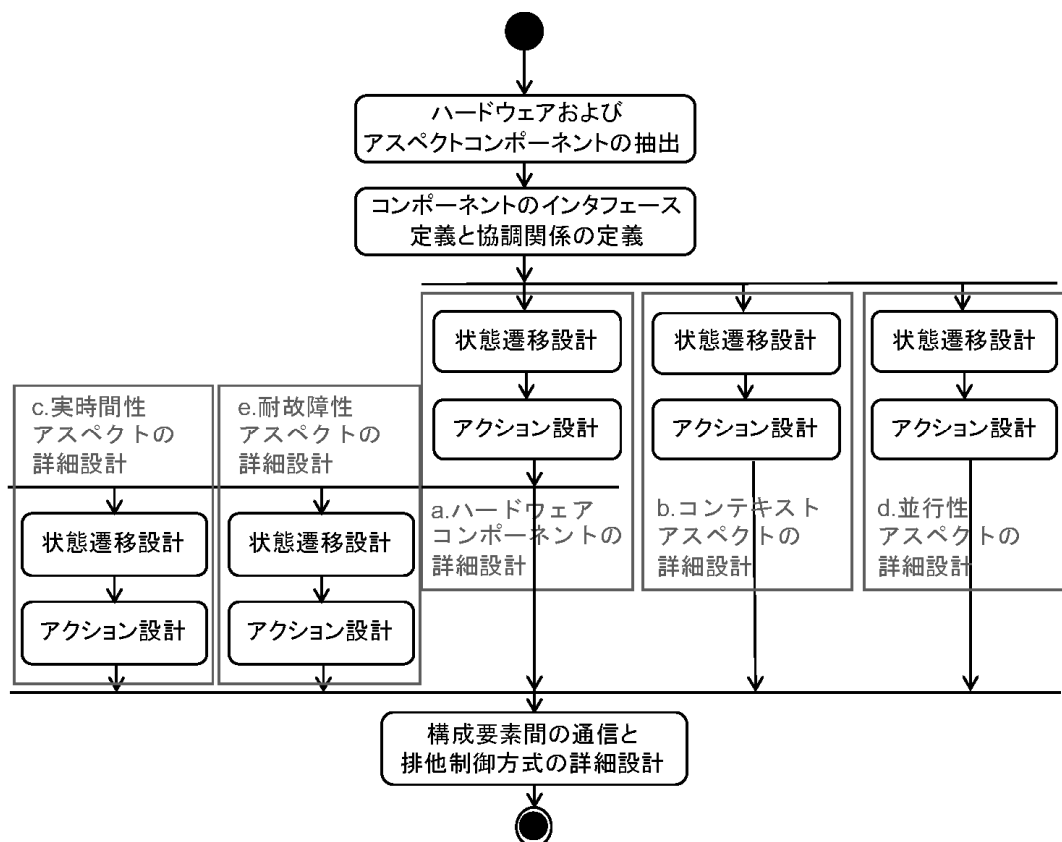 ハードウェアおよび
アスペクトコンポーネントの抽出
コンポーネントのインタフェース
定義と協調関係の定義
状態遷移設計
状態遷移設計
状態遷移設計
アクション設計
アクション設計
アクション設計
c.実時間性
アスペクトの
詳細設計
e.耐故障性
アスペクトの
詳細設計
a.ハードウェア
コンポーネントの
詳細設計
b.コンテキスト
アスペクトの
詳細設計
d.並行性
アスペクトの
詳細設計
状態遷移設計
状態遷移設計
アクション設計
アクション設計
構成要素間の通信と
排他制御方式の詳細設計